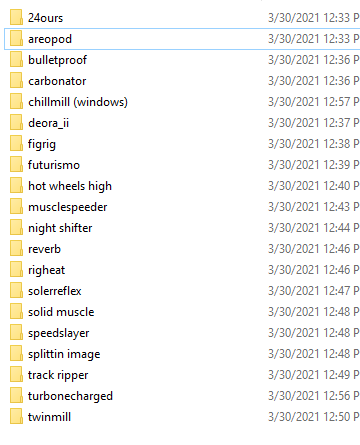 24ours 3/30/2021 12:33 P
areopod 3/30/2021 12:33 P
bulletproof 3/30/2021 12:36 P
carbonator 3/30/2021 12:36 P
chillmill (windows) 3/30/2021 12:57 P
deora_ii 3/30/2021 12:37 P
figrig 3/30/2021 12:38 P
futurismo 3/30/2021 12:39 P
hot wheels high 3/30/2021 12:40 P
musclespeeder 3/30/2021 12:43 P
night shifter 3/30/2021 12:44 P
reverb 3/30/2021 12:46 P
righeat 3/30/2021 12:46 P
solerreflex 3/30/2021 12:47 P
solid muscle 3/30/2021 12:48 P
speedslayer 3/30/2021 12:48 P
splittin image 3/30/2021 12:48 P
track ripper 3/30/2021 12:49 P
turbonecharged 3/30/2021 12:56 P
twinmill 3/30/2021 12:50 P